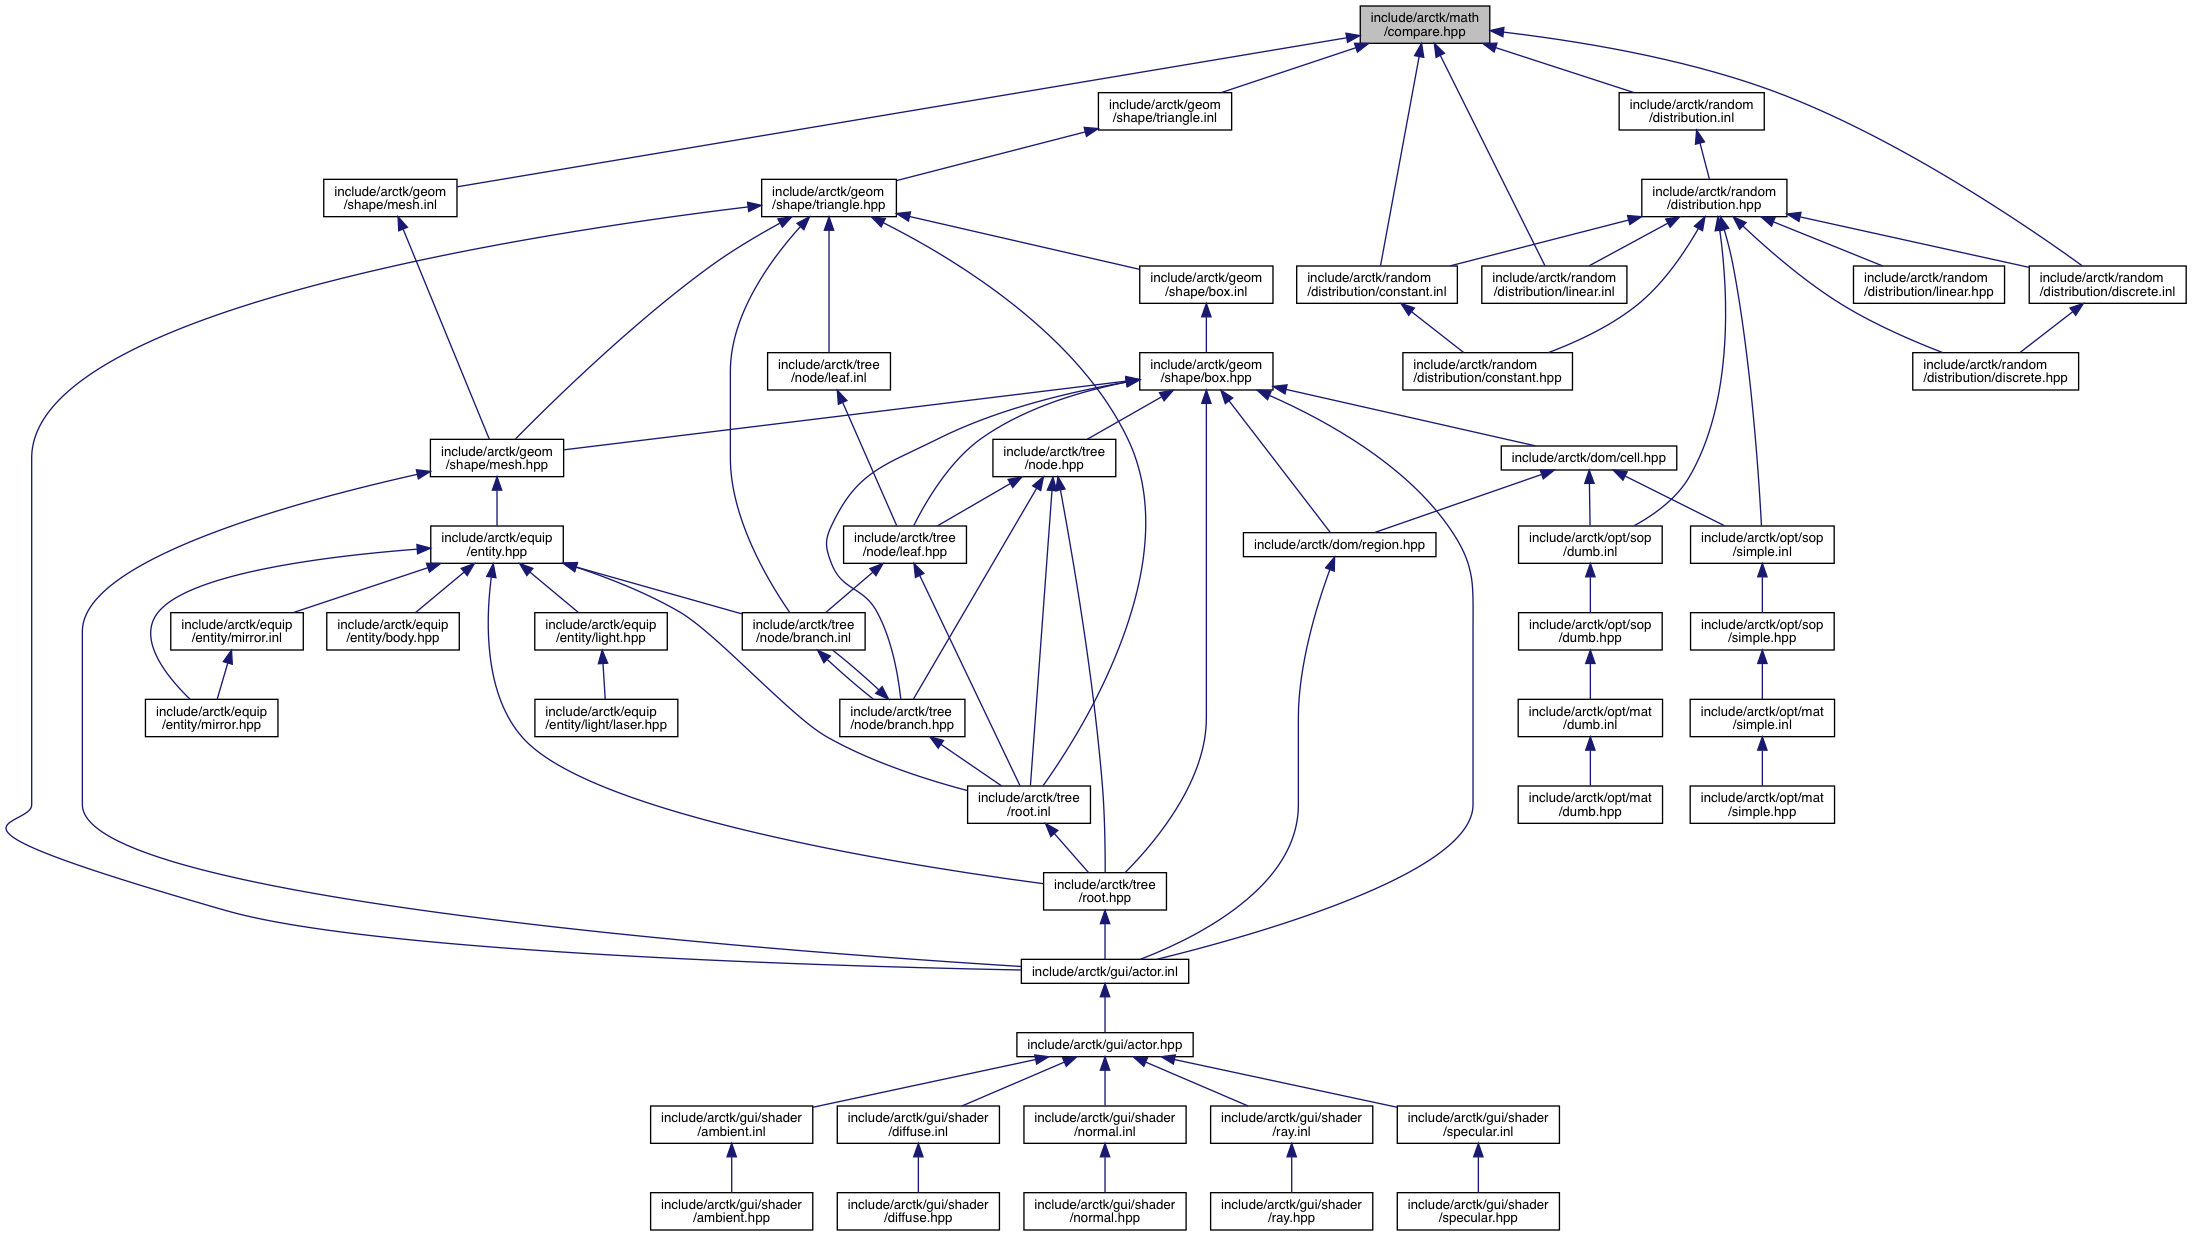 include/arctk/math
/compare.hpp
include/arctk/geom
/shape/triangle.inl
include/arctk/random
/distribution.inl
include/arctk/geom
/shape/mesh.inl
include/arctk/geom
/shape/triangle.hpp
include/arctk/random
/distribution.hpp
include/arctk/geom
/shape/box.inl
include/arctk/random
/distribution/constant.inl
include/arctk/random
/distribution/linear.inl
include/arctk/random
/distribution/linear.hpp
include/arctk/random
/distribution/discrete.inl
include/arctk/tree
/node/leaf.inl
include/arctk/geom
/shape/box.hpp
include/arctk/random
/distribution/constant.hpp
include/arctk/random
/distribution/discrete.hpp
include/arctk/geom
/shape/mesh.hpp
include/arctk/tree
/node.hpp
include/arctk/dom/cell.hpp
include/arctk/equip
/entity.hpp
include/arctk/tree
/node/leaf.hpp
include/arctk/dom/region.hpp
include/arctk/opt/sop
/dumb.inl
include/arctk/opt/sop
/simple.inl
include/arctk/equip
/entity/mirror.inl
include/arctk/equip
/entity/body.hpp
include/arctk/equip
/entity/light.hpp
include/arctk/tree
/node/branch.inl
include/arctk/opt/sop
/dumb.hpp
include/arctk/opt/sop
/simple.hpp
include/arctk/equip
/entity/mirror.hpp
include/arctk/equip
/entity/light/laser.hpp
include/arctk/tree
/node/branch.hpp
include/arctk/opt/mat
/dumb.inl
include/arctk/opt/mat
/simple.inl
include/arctk/tree
/root.inl
include/arctk/opt/mat
/dumb.hpp
include/arctk/opt/mat
/simple.hpp
include/arctk/tree
/root.hpp
include/arctk/gui/actor.inl
include/arctk/gui/actor.hpp
include/arctk/gui/shader
/ambient.inl
include/arctk/gui/shader
/diffuse.inl
include/arctk/gui/shader
/normal.inl
include/arctk/gui/shader
/ray.inl
include/arctk/gui/shader
/specular.inl
include/arctk/gui/shader
/ambient.hpp
include/arctk/gui/shader
/diffuse.hpp
include/arctk/gui/shader
/normal.hpp
include/arctk/gui/shader
/ray.hpp
include/arctk/gui/shader
/specular.hpp